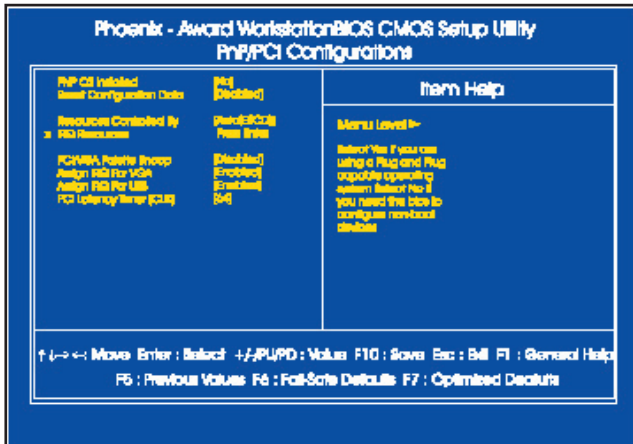 Phoenix - Award WorkstationBIOS CMOS Setup Utility
PnP/PCI Configurations
PnP OS Installed [No]
Reset Configuration Data [Disabled]
Resources Controlled By [Auto(ESCD)]
x IRQ Resources Press Enter
PCI/VGA Palette Snoop [Disabled]
Assign IRQ For VGA [Enabled]
Assign IRQ For USB [Enabled]
PCI Latency Timer (CLK) [64]
Item Help
Menu Level ▶
Select Yes if you are
using a Plug and Plug
capable operating
system Select No if
you need the bios to
configure non-boot
devices
↑↓→←: Move Enter : Select +/-/PU/PD : Value F10 : Save Esc : Exit F1 : General Help
F5 : Previous Values F6 : Fail-Safe Defaults F7 : Optimized Deafults